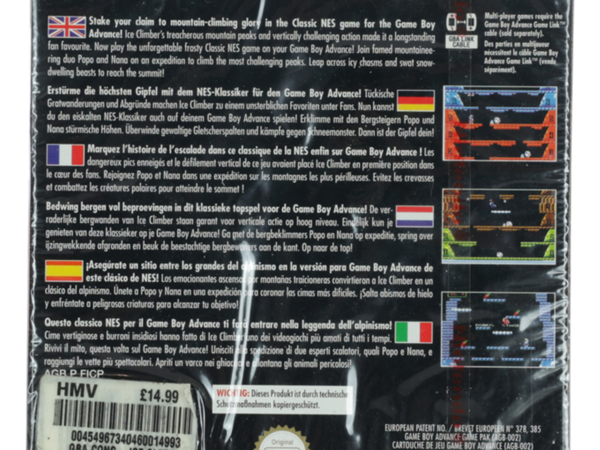 Stake your claim to mountain-climbing glory in the Classic NES game for the Game Boy
Advance! Ice Climber's treacherous mountain peaks and vertically challenging action made it a longstanding
fan favourite. Now play the unforgettable frosty Classic NES on your Game Boy Advance! Join famed mountaineer-
ing duo Popo and Nana on an expedition to climb the most challenging peaks. Leap across icy chasms and swat snow-
dwelling beasts to reach the summit!
GBA LINK
CABLE
Multi-player games require the
Game Boy Advance Game Link™
cable (sold separately).
Des parties en multijoueur
nécessitent le câble Game Boy
Advance Game Link™ (vendu
séparément).
Erstürme die höchsten Gipfel mit dem NES-Klassiker für den Game Boy Advance! Tückische
Gratwanderungen und Abgründe machen Ice Climber zu einem unsterblichen Favoriten unter Fans. Nun kannst
du den eiskalten NES-Klassiker auch auf deinem Game Boy Advance spielen! Erklimme mit den Bergsteigern Popo und
Nana stürmische Höhen. Überwinde gewaltige Gletscherspalten und kämpfe gegen Schneemonster. Dann ist der Gipfel dein!
Marquez l'histoire de l'escalade dans ce classique de la NES enfin sur Game Boy Advance ! Les
dangereux pics enneigés et le défilement vertical de ce jeu avaient placé Ice Climber en première position dans
le cœur des fans. Rejoignez Popo et Nana dans une expédition sur les montagnes les plus périlleuses. Evitez les crevasses
et combattez les créatures polaires pour atteindre le sommet !
Bedwing bergen vol beproevingen in dit klassieke topspel voor de Game Boy Advance! De ver-
raderlijke bergwanden van Ice Climber staan garant voor verticale actie op hoog niveau. Eindelijk kun je
genieten van deze klassieker op je Game Boy Advance! Ga met de bergbeklimmers Popo en Nana op expeditie, spring over
ijzingwekkende afgronden en beuk de beestachtige bergbewoners aan de kant. Op naar de top!
¡Asegúrate un sitio entre los grandes del alpinismo en la versión para Game Boy Advance de
este clásico de NES! Las emocionantes ascensiones por montañas traicioneras convirtieron a Ice Climber en un
clásico del alpinismo. Únete a Popo y Nana en una expedición para coronar las cimas más difíciles. ¡Salta abismos de hielo
y enfréntate a peligrosas criaturas para alcanzar tu objetivo!
Questo classico NES per il Game Boy Advance ti farà entrare nella leggenda dell'alpinismo!
Cime vertiginose e burroni insidiosi hanno fatto di Ice Climber uno dei videogiochi più amati di tutti i tempi.
Rivivi il mito, questa volta sul Game Boy Advance! Unisciti alla spedizione di due esperti scalatori, quali Popo e Nana, e
raggiungi le vette più spettacolari. Apriti un varco nei ghiacci e allontana gli animali pericolosi!
AGB P FICP
HMV £14.99
0045496734060014993
WICHTIG: Dieses Produkt ist durch technische
Schutzmaßnahmen kopiergeschützt.
Original
EUROPEAN PATENT NO. / BREVET EUROPÉEN N° 378, 385
GAME BOY ADVANCE GAME PAK (AGB-002)
CARTOUCHE DE JEU GAME BOY ADVANCE (AGB-002)